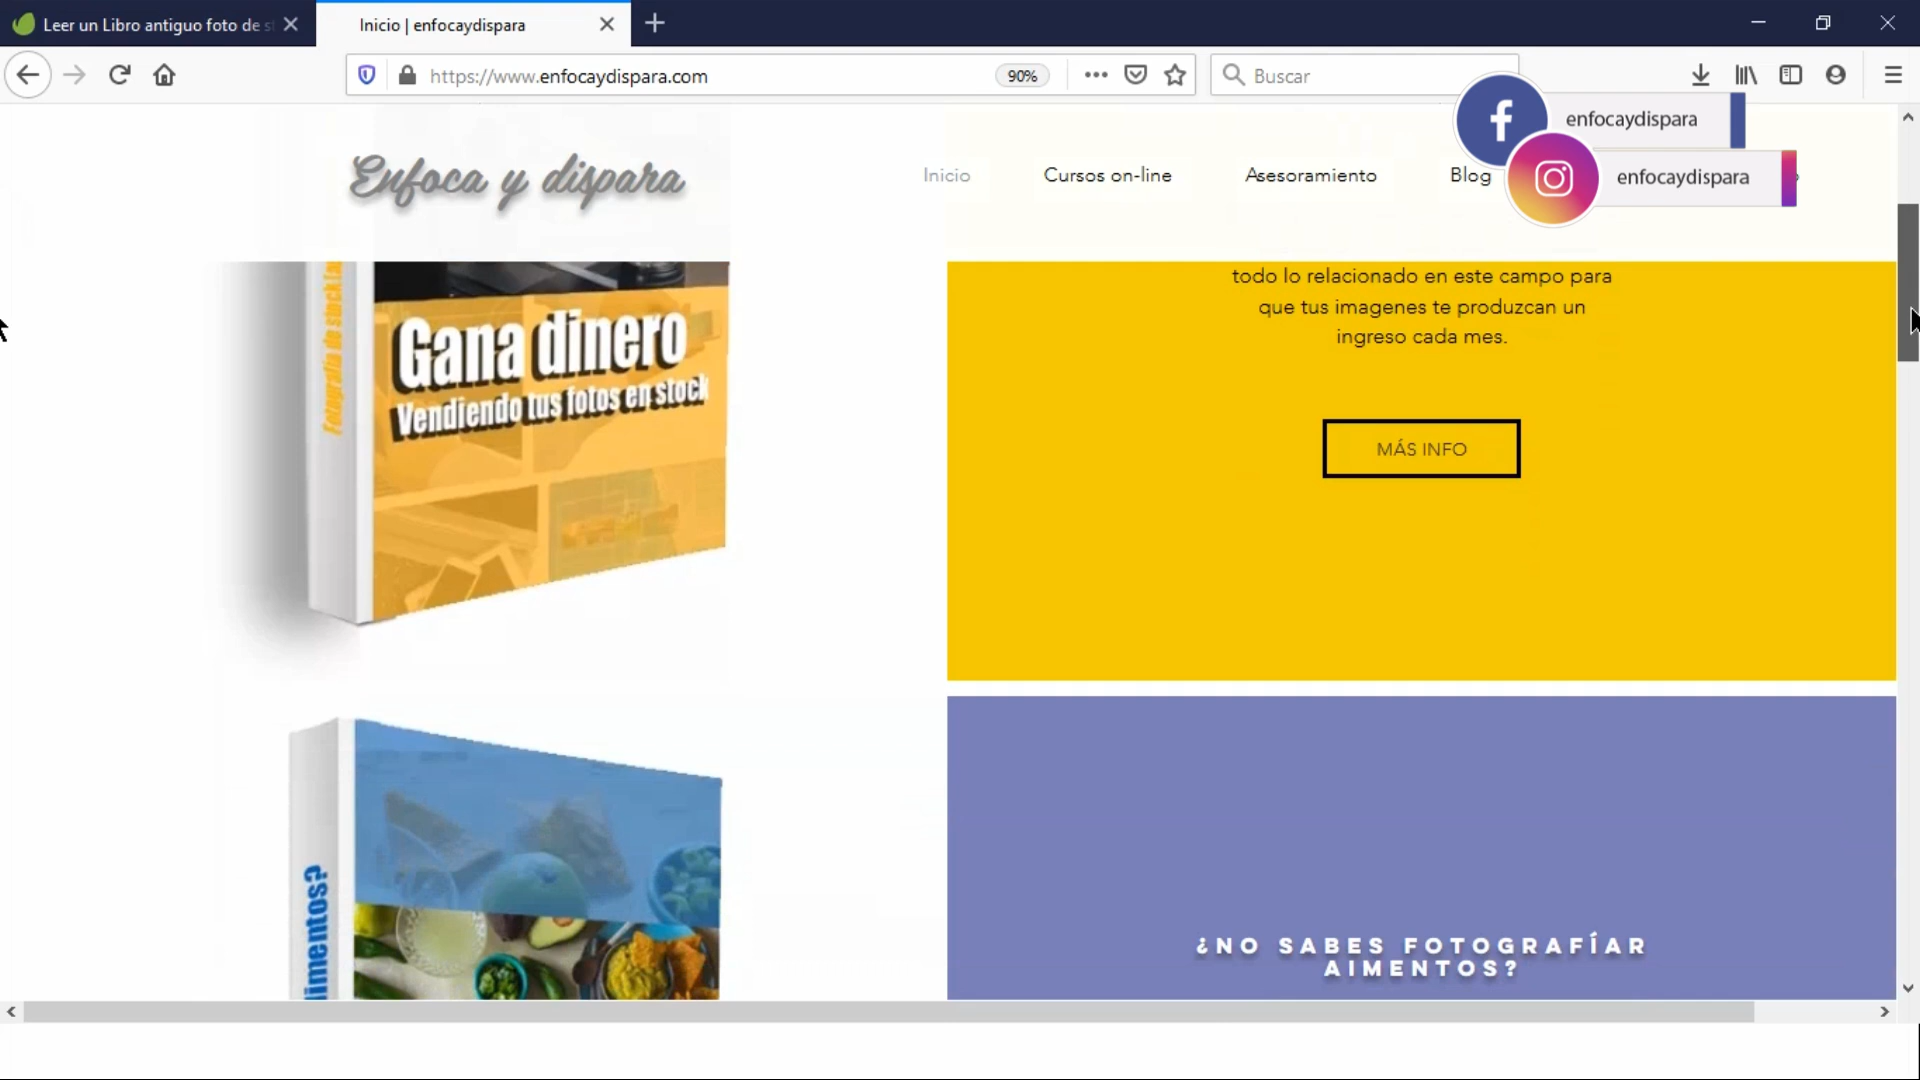 Leer un Libro antiguo foto de
Inicio | enfocaydispara
https://www.enfocaydispara.com
90%
Buscar
enfocaydispara
enfocaydispara
Enfoca y dispara
Inicio
Cursos on-line
Asesoramiento
Blog
Fotografía de stock
Gana dinero
Vendiendo tus fotos en stock
todo lo relacionado en este campo para
que tus imagenes te produzcan un
ingreso cada mes.
MÁS INFO
limentos?
¿NO SABES FOTOGRAFÍAR
AIMENTOS?